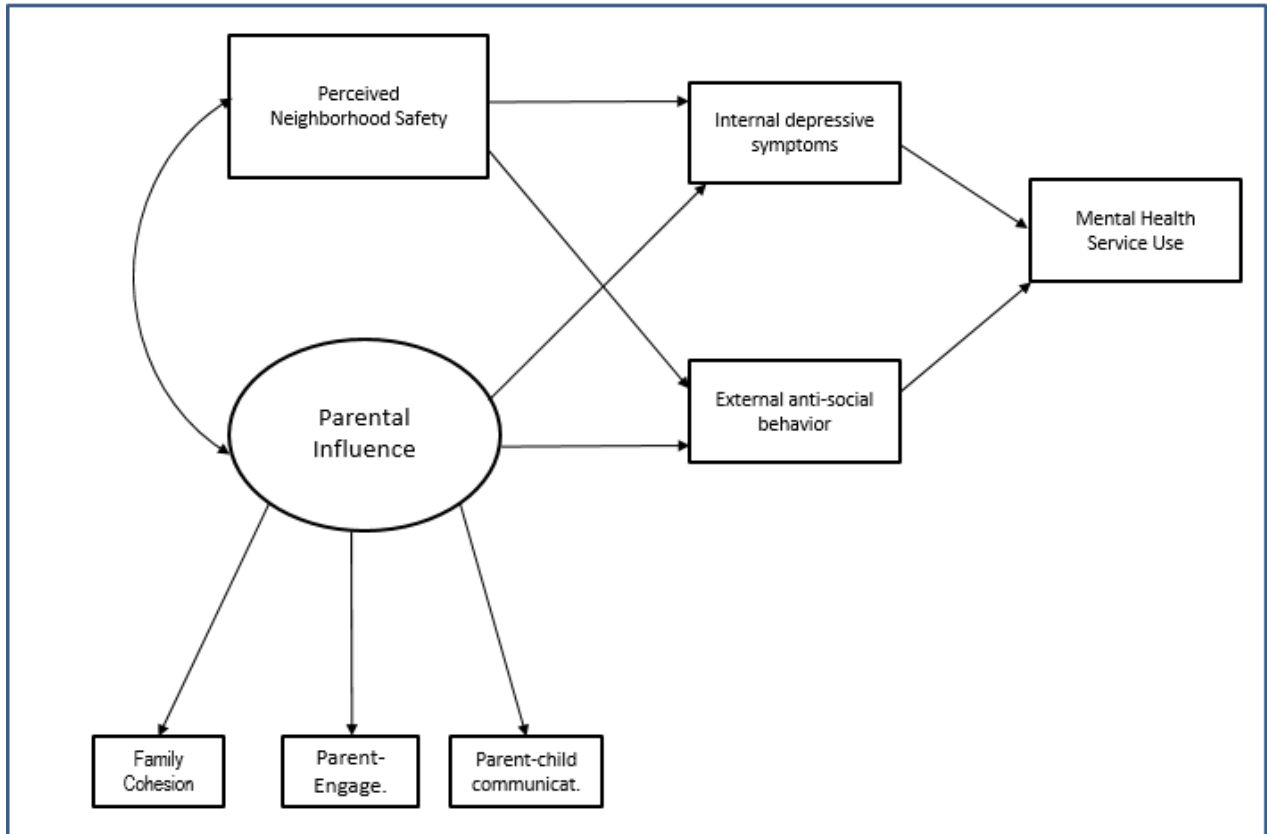 Perceived
Neighborhood Safety
Internal depressive
symptoms
Mental Health
Service Use
Parental
Influence
External anti-social
behavior
Family
Cohesion
Parent-
Engage.
Parent-child
communicat.